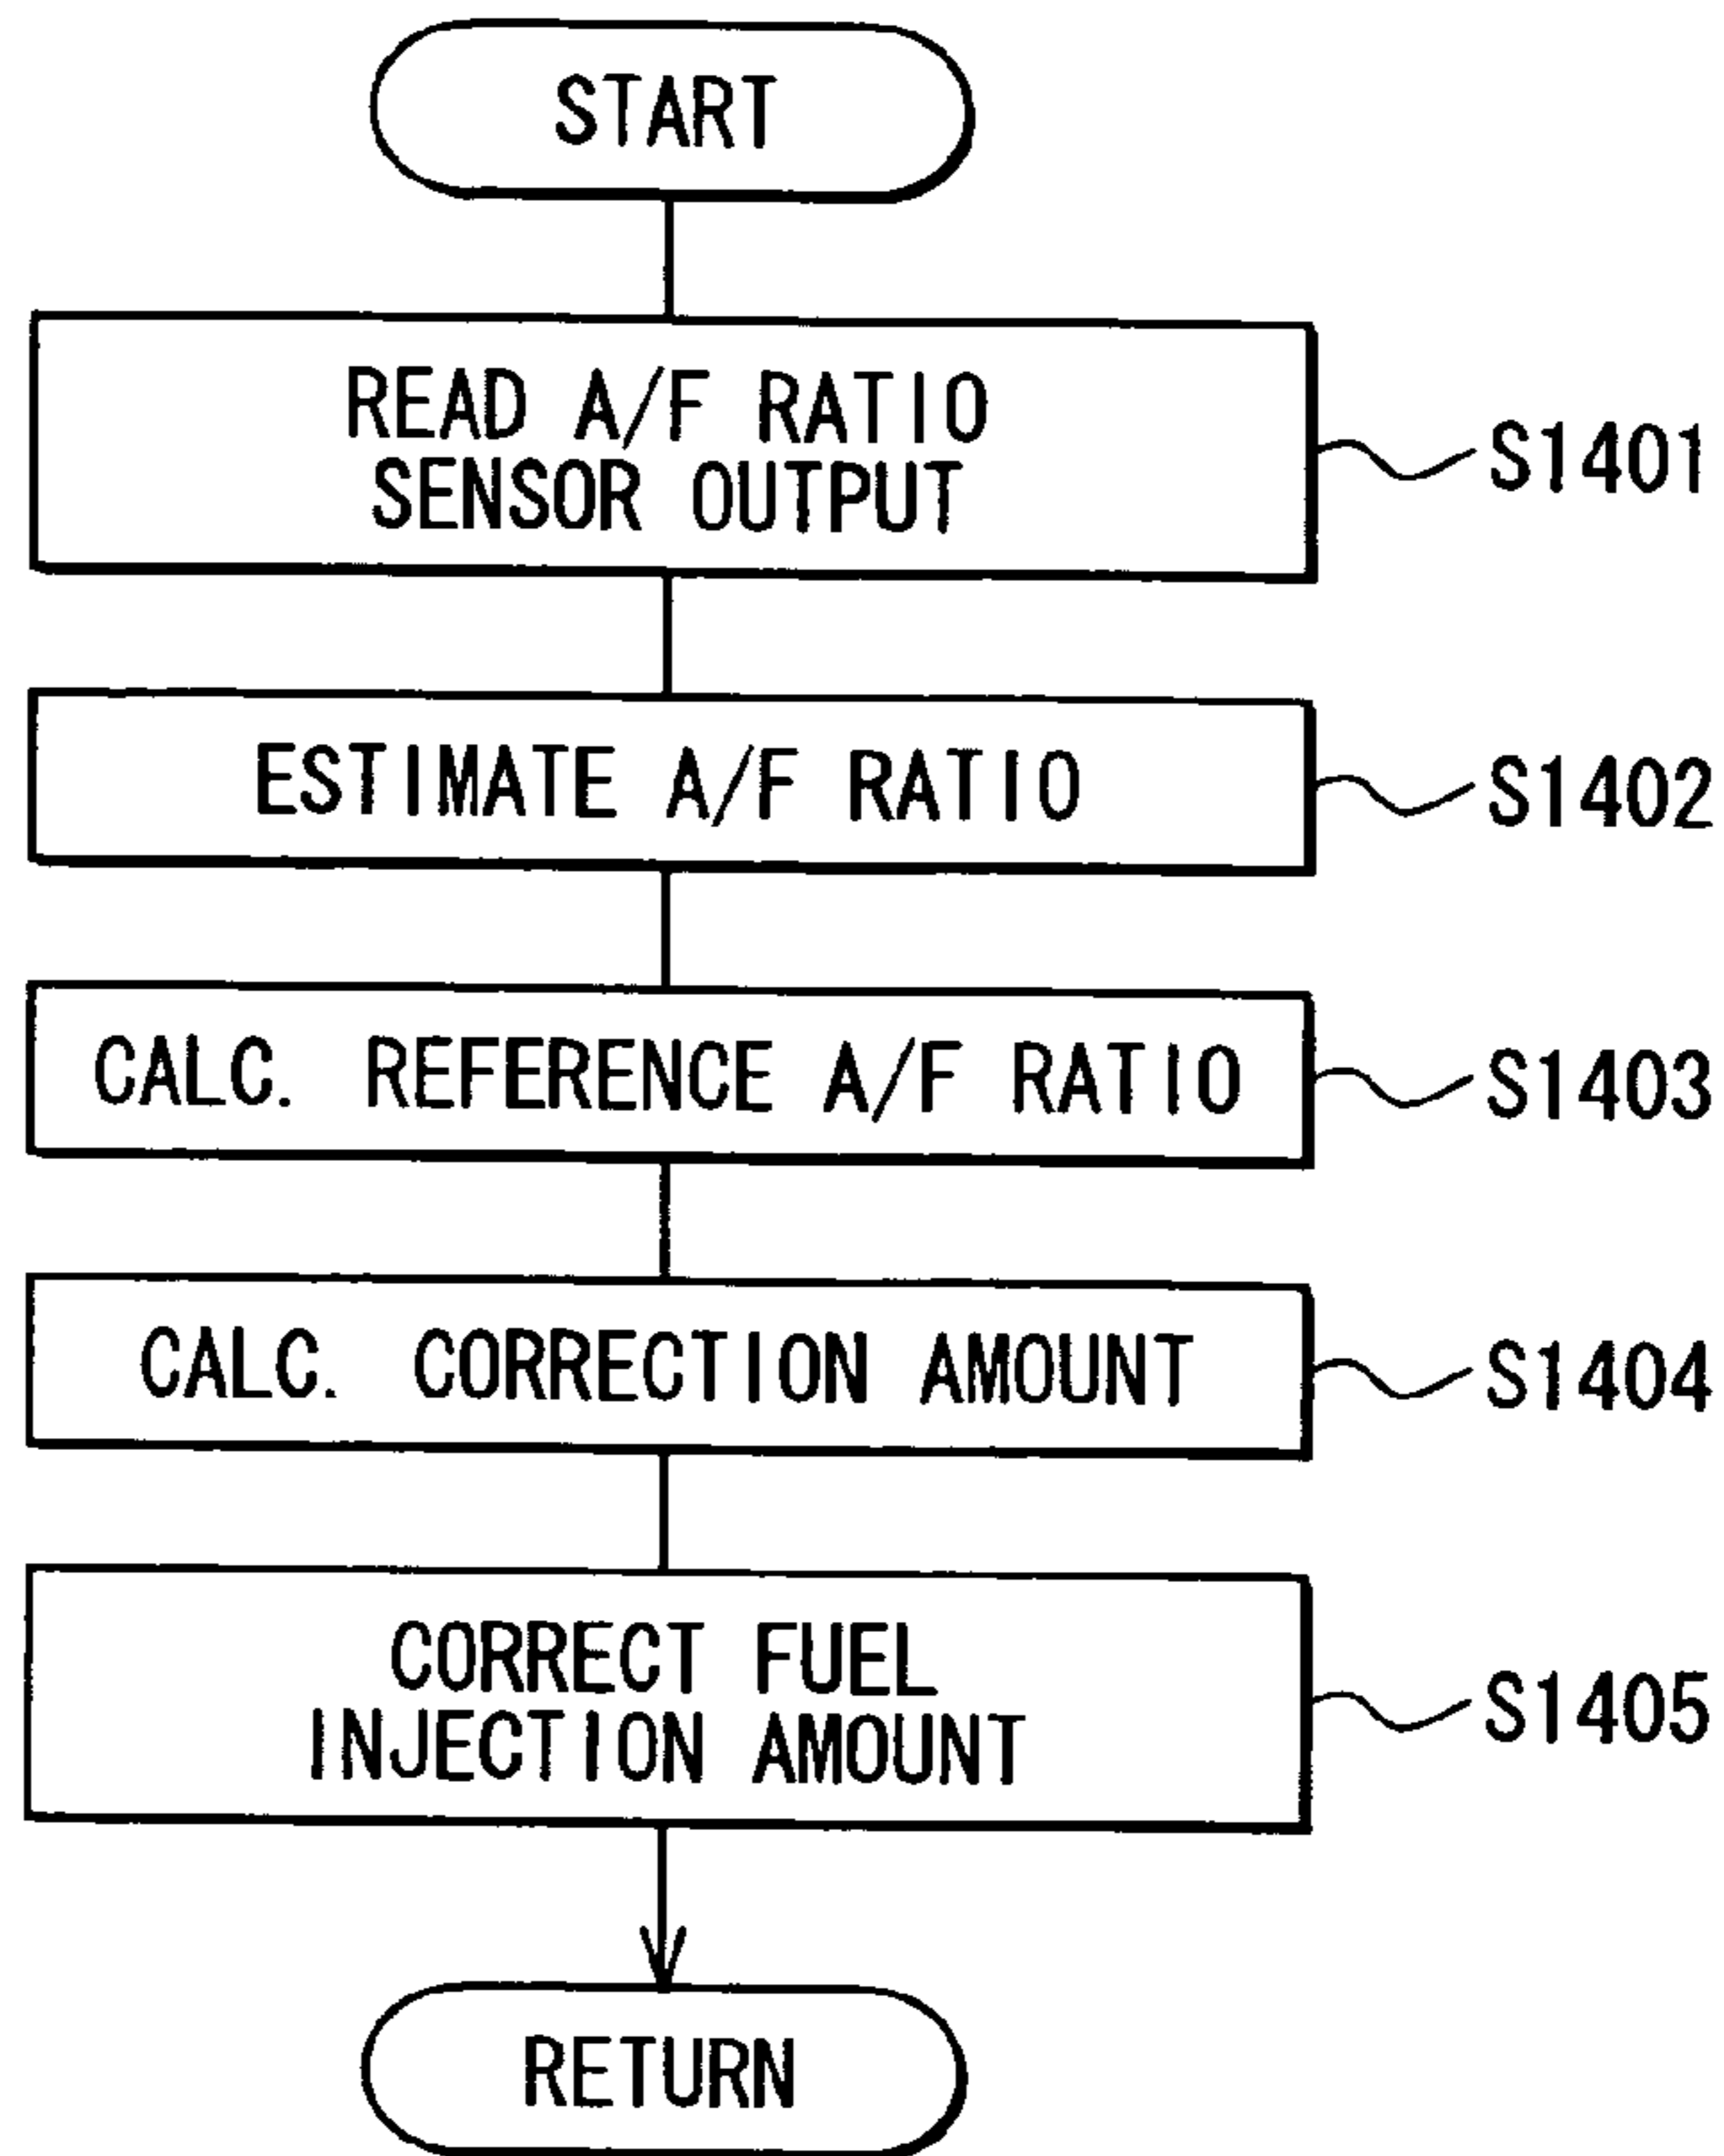 START
READ A/F RATIO
SENSOR OUTPUT
S1401
ESTIMATE A/F RATIO
S1402
CALC. REFERENCE A/F RATIO
S1403
CALC. CORRECTION AMOUNT
S1404
CORRECT FUEL
INJECTION AMOUNT
S1405
RETURN